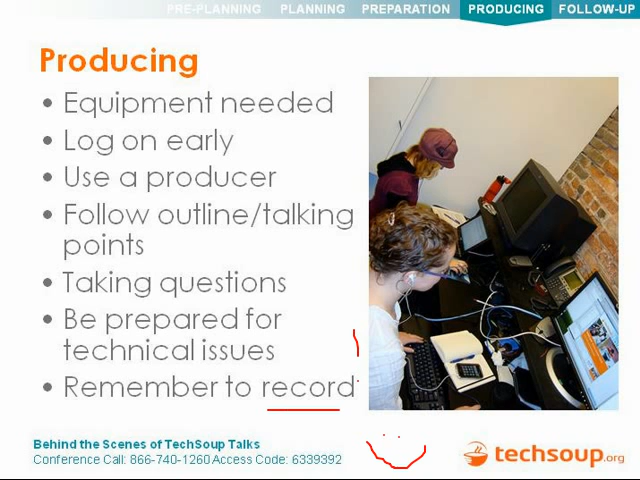 PRE-PLANNING PLANNING PREPARATION PRODUCING FOLLOW-UP
Producing
• Equipment needed
• Log on early
• Use a producer
• Follow outline/talking
points
• Taking questions
• Be prepared for
technical issues
• Remember to record
Behind the Scenes of TechSoup Talks
Conference Call: 866-740-1260 Access Code: 6339392
techsoup.org